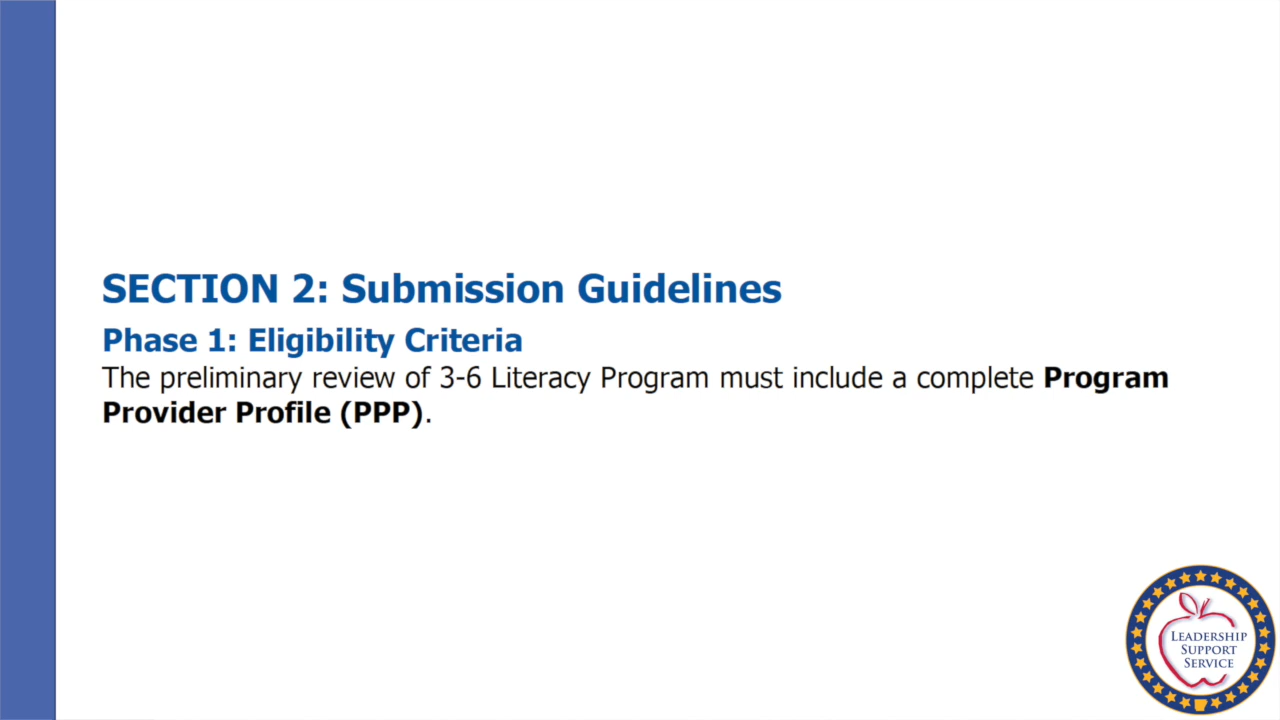 SECTION 2: Submission Guidelines
Phase 1: Eligibility Criteria
The preliminary review of 3-6 Literacy Program must include a complete Program
Provider Profile (PPP).
LEADERSHIP
SUPPORT
SERVICE